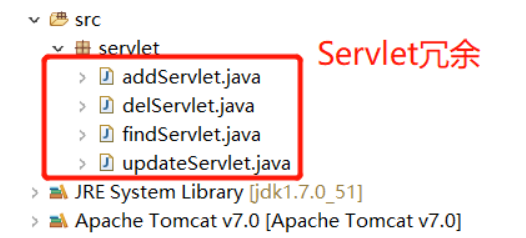 src
servlet
Servlet冗余
addServlet.java
delServlet.java
findServlet.java
updateServlet.java
JRE System Library [jdk1.7.0_51]
Apache Tomcat v7.0 [Apache Tomcat v7.0]